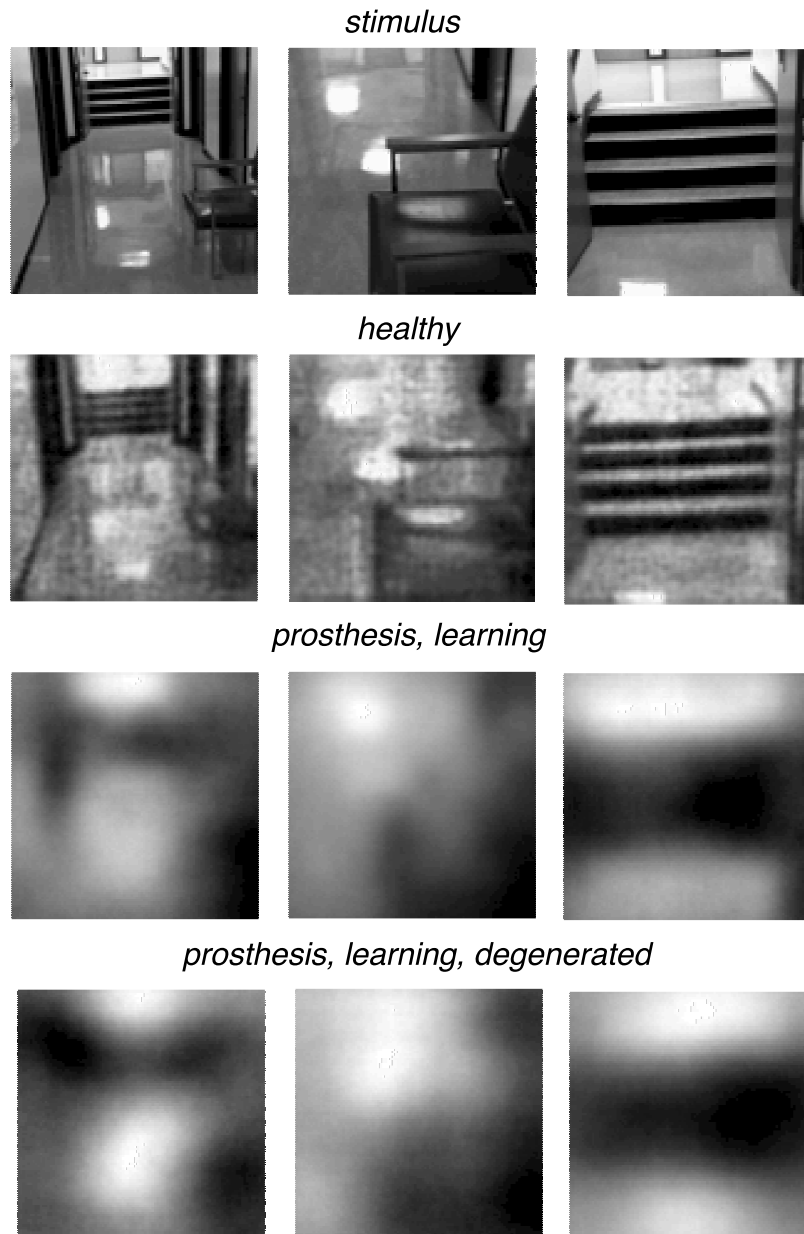 stimulus
healthy
prosthesis, learning
prosthesis, learning, degenerated